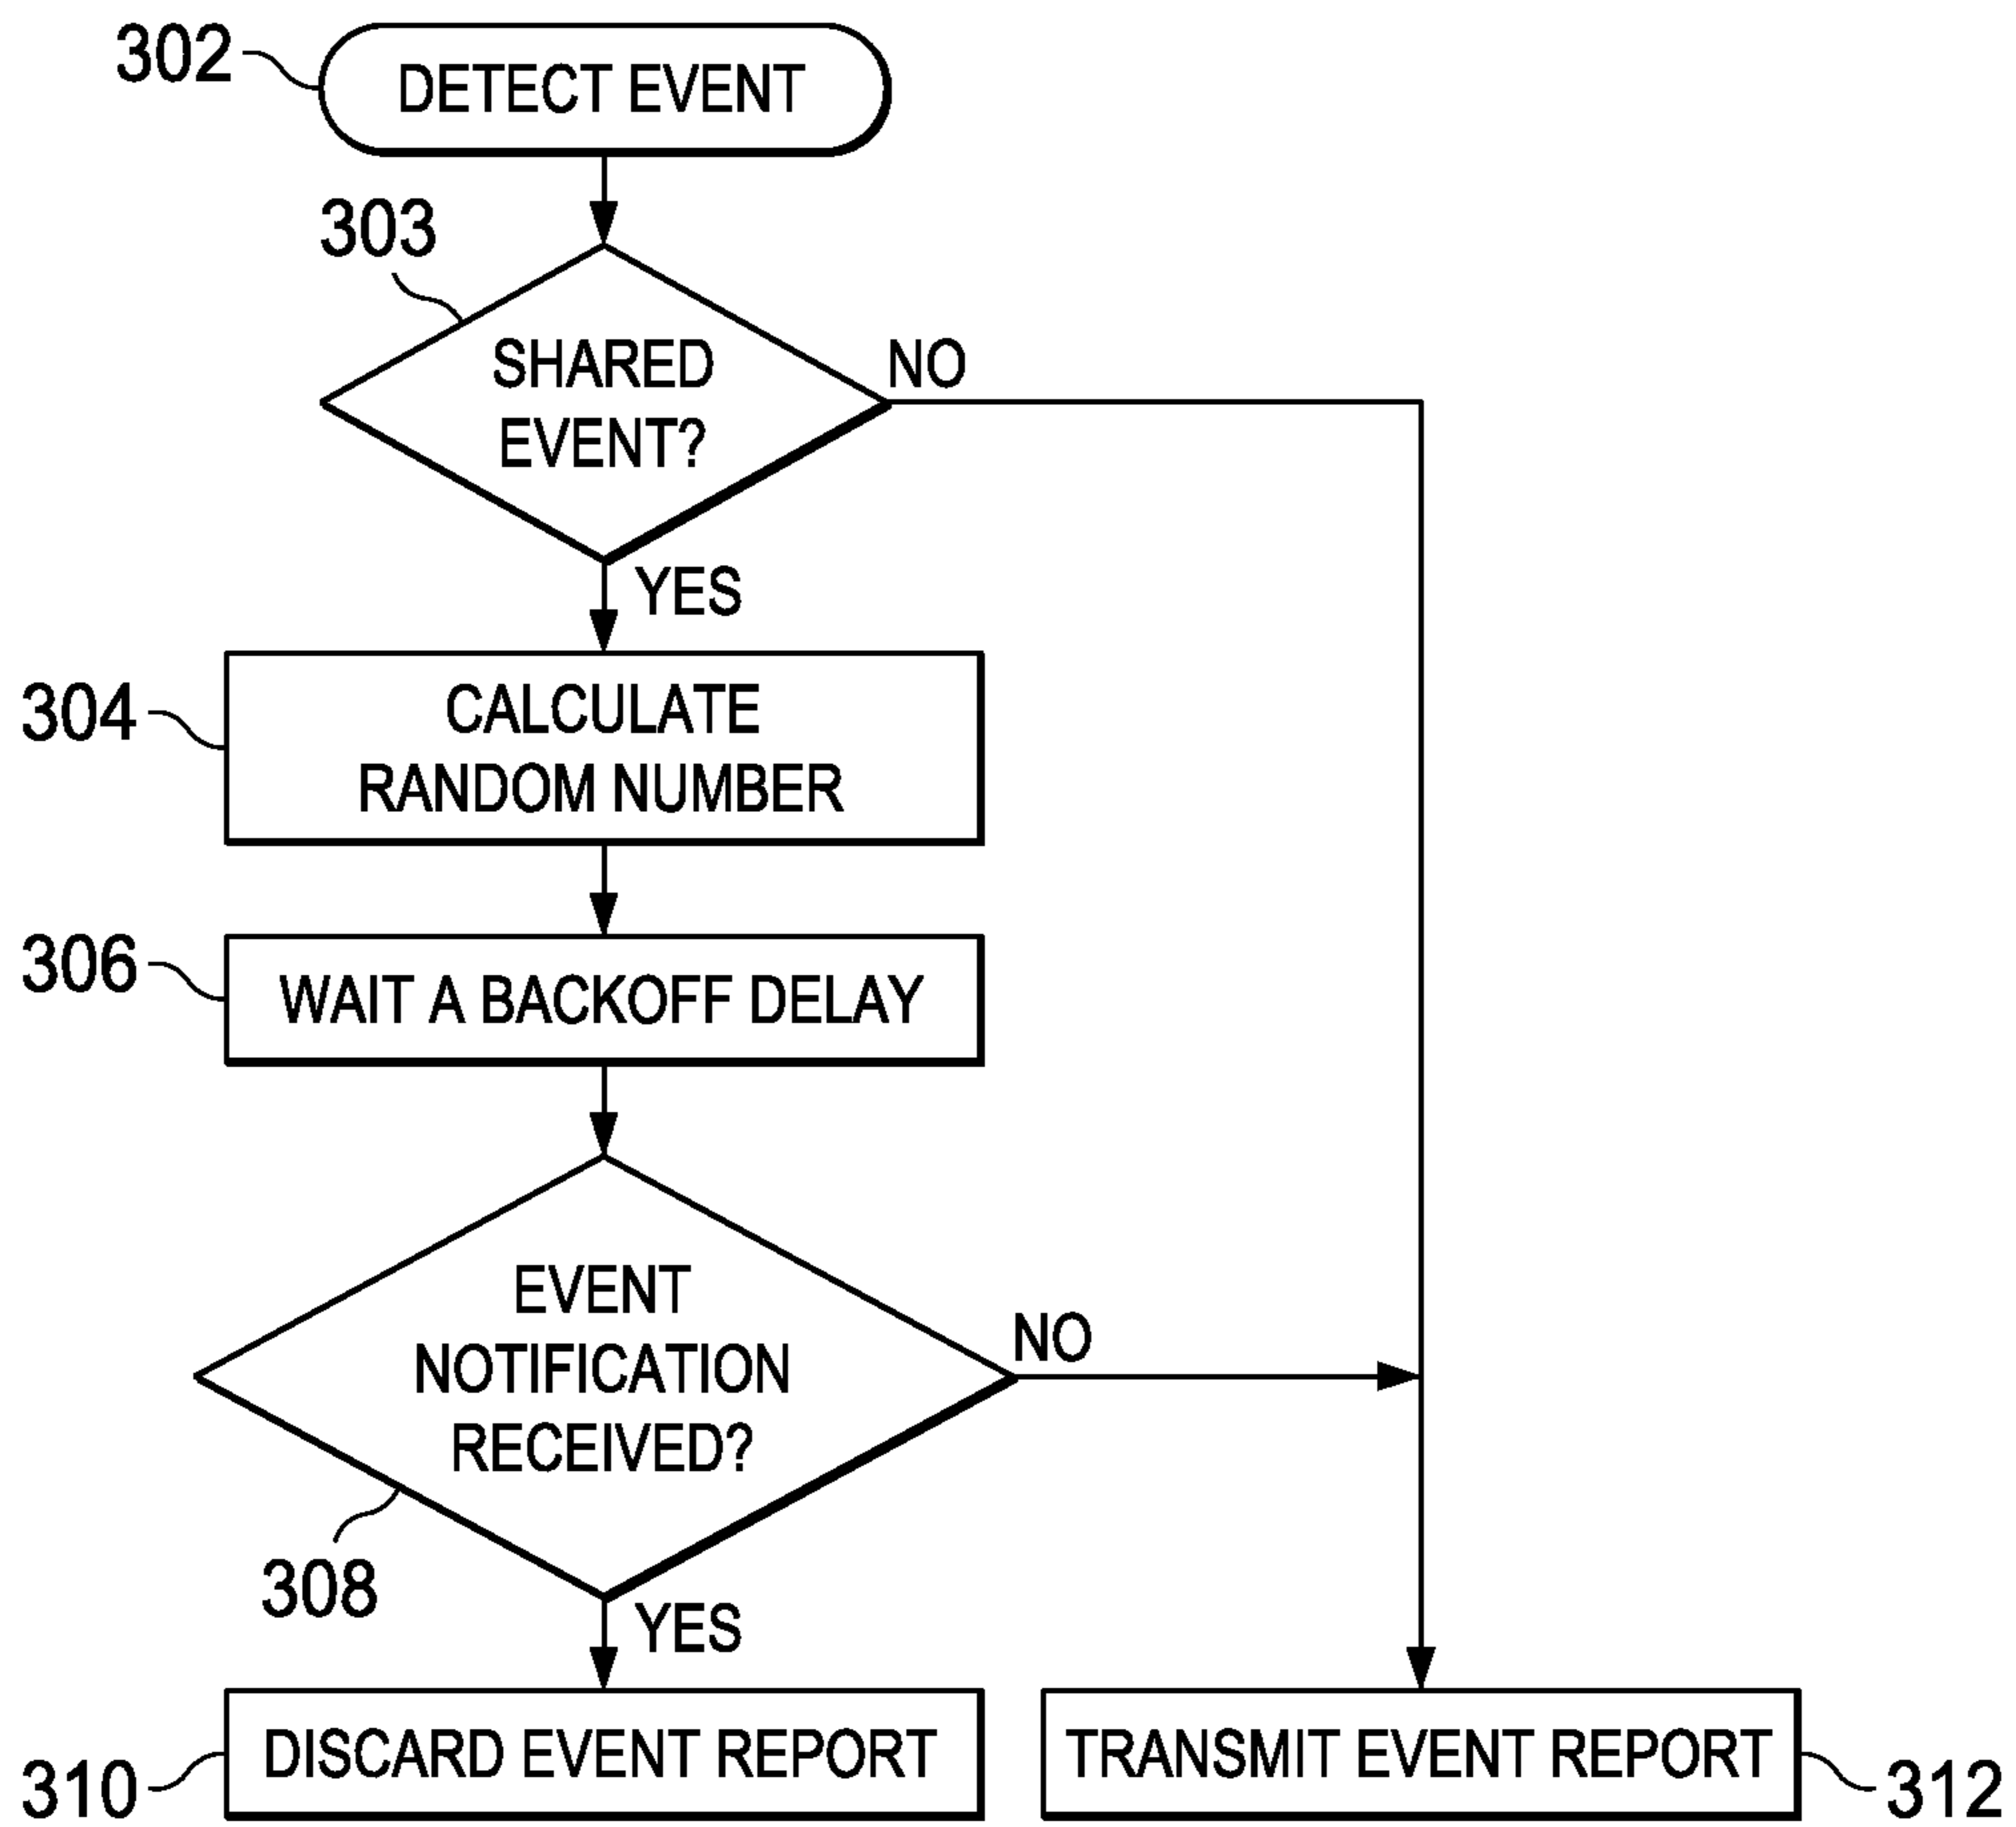 302
DETECT EVENT
303
SHARED
EVENT?
NO
YES
304
CALCULATE
RANDOM NUMBER
306
WAIT A BACKOFF DELAY
EVENT
NOTIFICATION
RECEIVED?
NO
308
YES
310
DISCARD EVENT REPORT
TRANSMIT EVENT REPORT
312